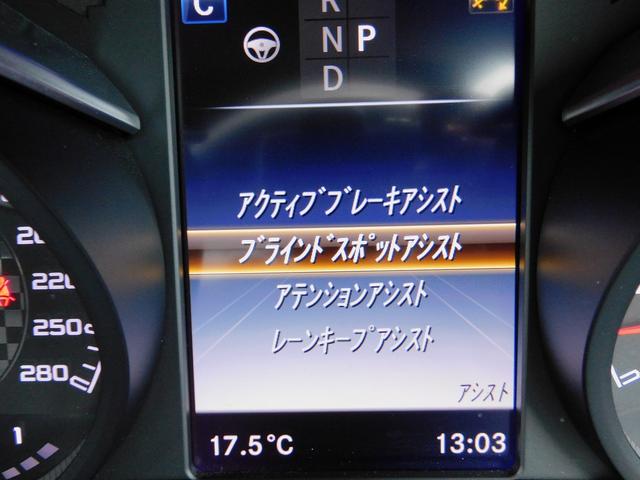 C
R
N P
D
アクティブブレーキアシスト
ブラインドスポットアシスト
アテンションアシスト
レーンキープアシスト
アシスト
17.5°C
13:03
220
250
280
1